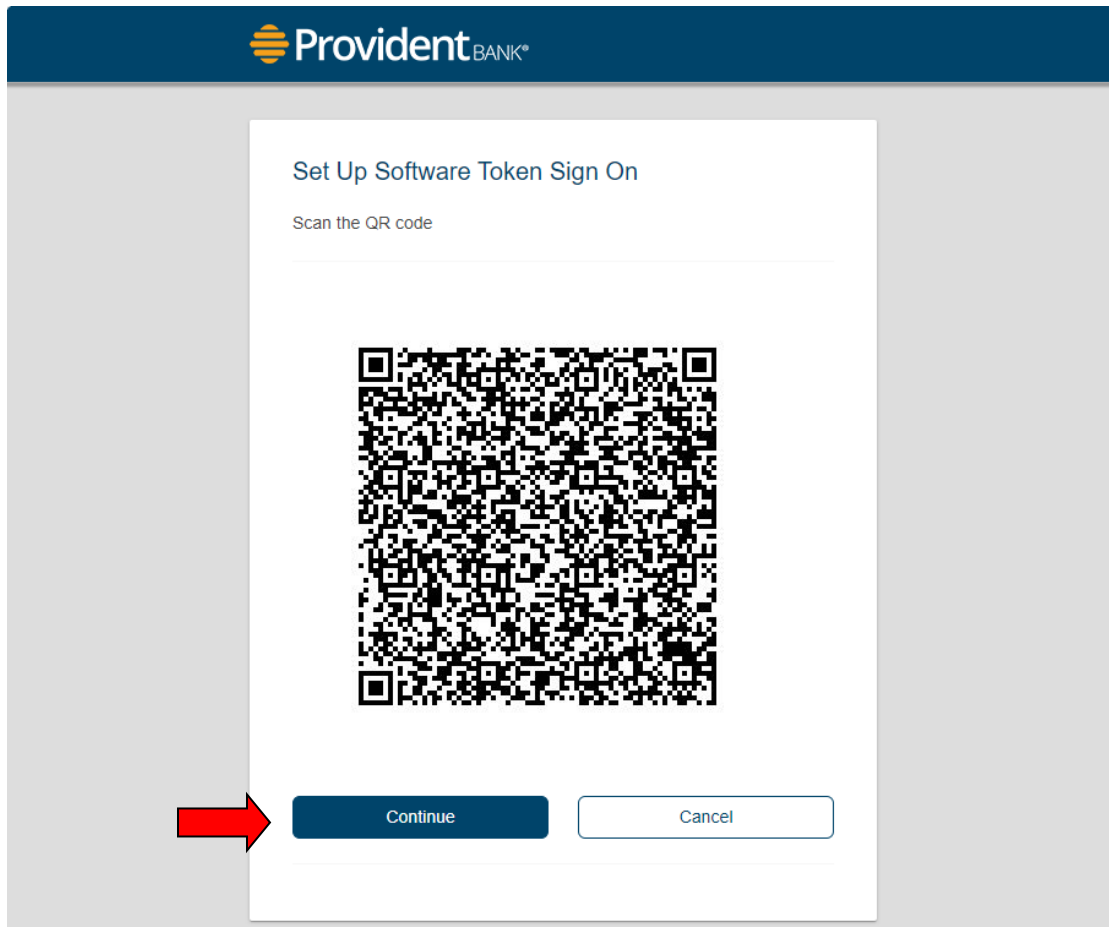 Provident BANK®
Set Up Software Token Sign On
Scan the QR code
Continue
Cancel